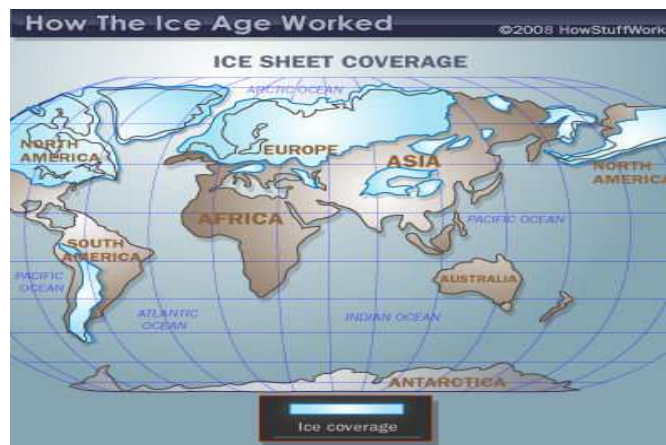 How The Ice Age Worked
©2008 HowStuffWork
ICE SHEET COVERAGE
ARCTIC OCEAN
NORTH
AMERICA
EUROPE
ASIA
NORTH
AMERICA
AFRICA
PACIFIC OCEAN
SOUTH
AMERICA
PACIFIC
OCEAN
AUSTRALIA
ATLANTIC
OCEAN
INDIAN OCEAN
ANTARCTICA
Ice coverage